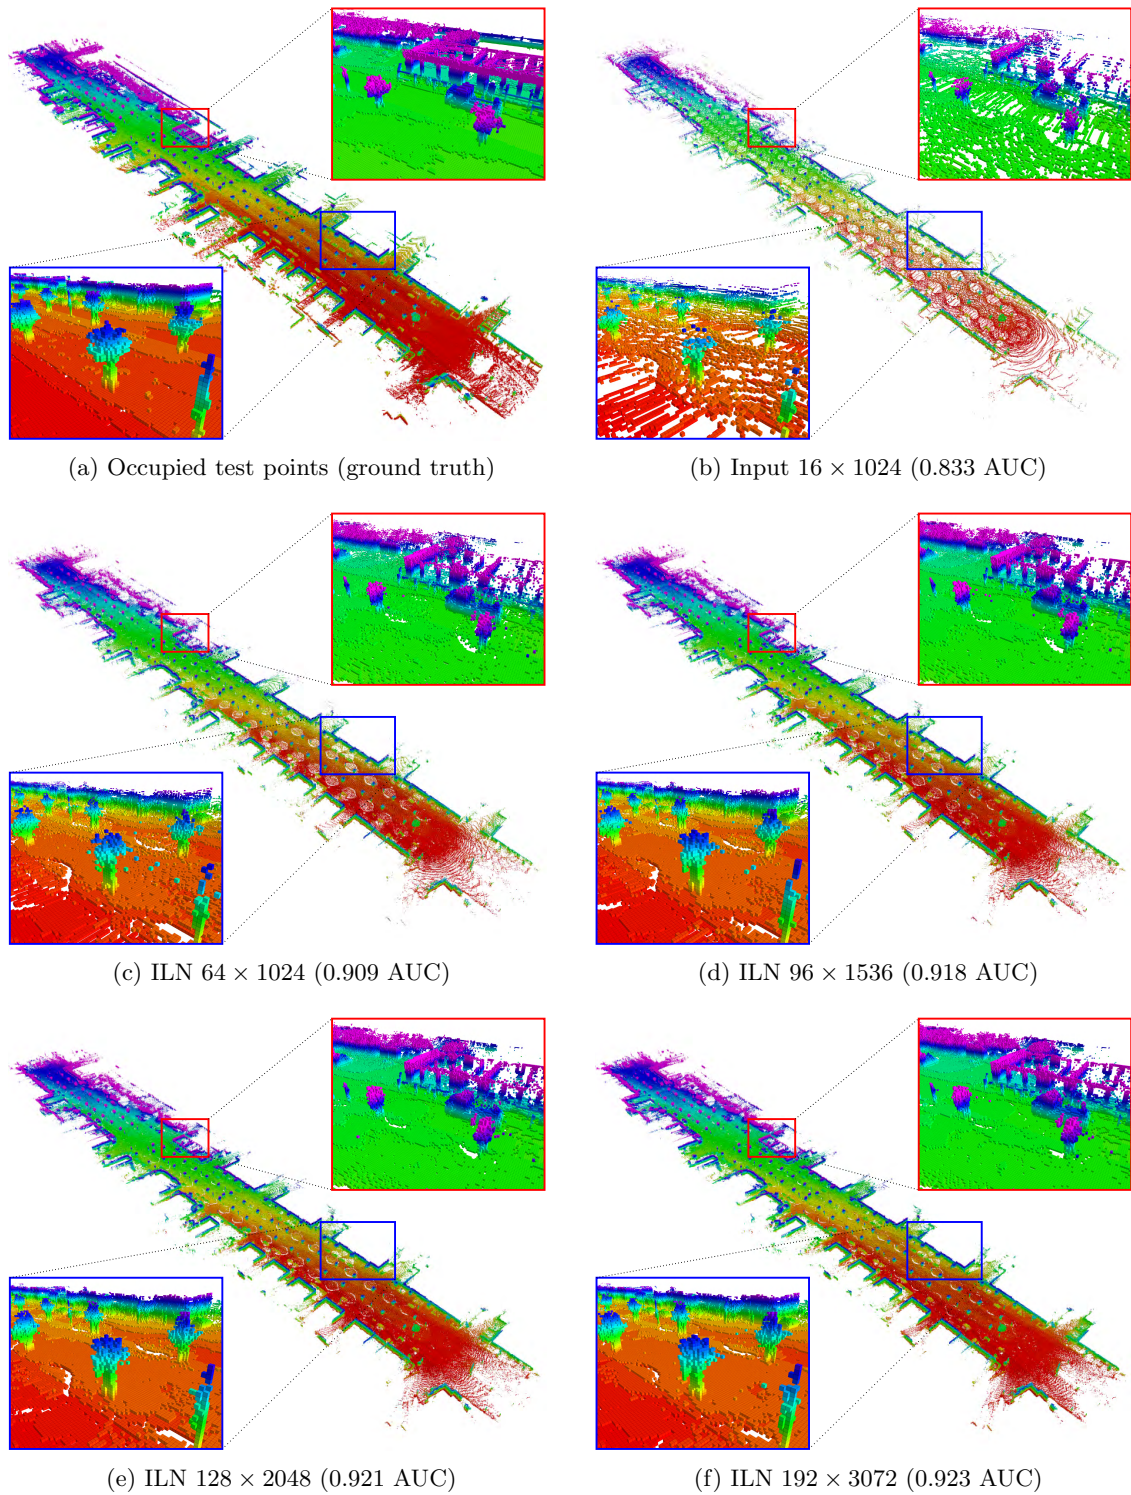 (a) Occupied test points (ground truth)
(b) Input 16 × 1024 (0.833 AUC)
(c) ILN 64 × 1024 (0.909 AUC)
(d) ILN 96 × 1536 (0.918 AUC)
(e) ILN 128 × 2048 (0.921 AUC)
(f) ILN 192 × 3072 (0.923 AUC)